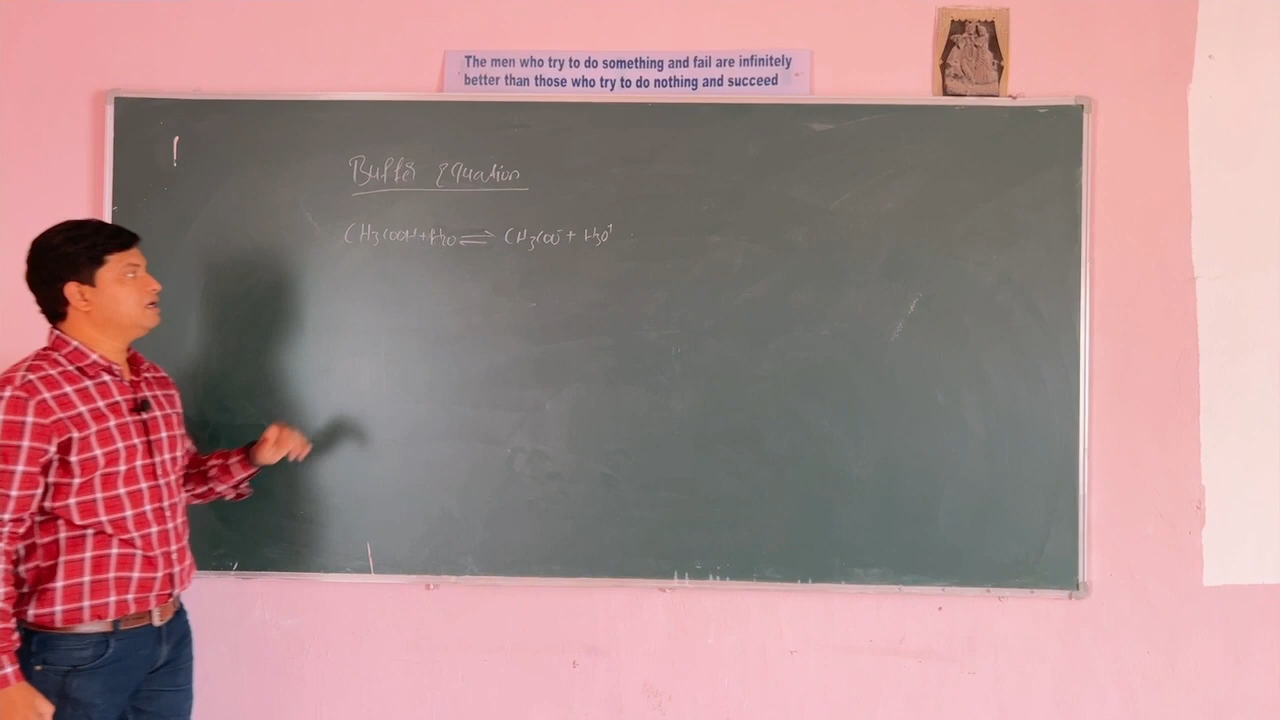 The men who try to do something and fail are infinitely
better than those who try to do nothing and succeed
Buffer Equation
CH3COOH + H2O ⇌ CH3COO⁻ + H3O⁺